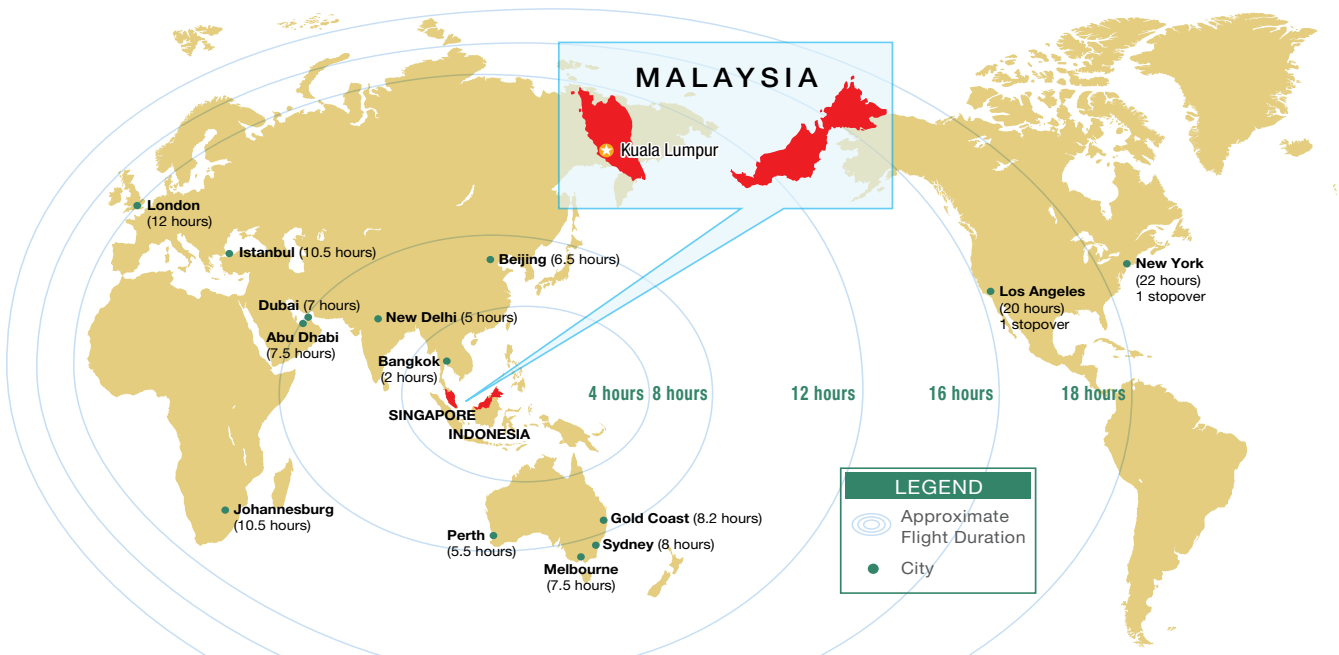 MALAYSIA
Kuala Lumpur
London
(12 hours)
Istanbul (10.5 hours)
Beijing (6.5 hours)
New York
(22 hours)
1 stopover
Los Angeles
(20 hours)
1 stopover
Dubai (7 hours)
Abu Dhabi
(7.5 hours)
New Delhi (5 hours)
Bangkok
(2 hours)
4 hours
8 hours
12 hours
16 hours
18 hours
SINGAPORE
INDONESIA
Johannesburg
(10.5 hours)
Perth
(5.5 hours)
Gold Coast (8.2 hours)
Sydney (8 hours)
Melbourne
(7.5 hours)
LEGEND
Approximate
Flight Duration
City